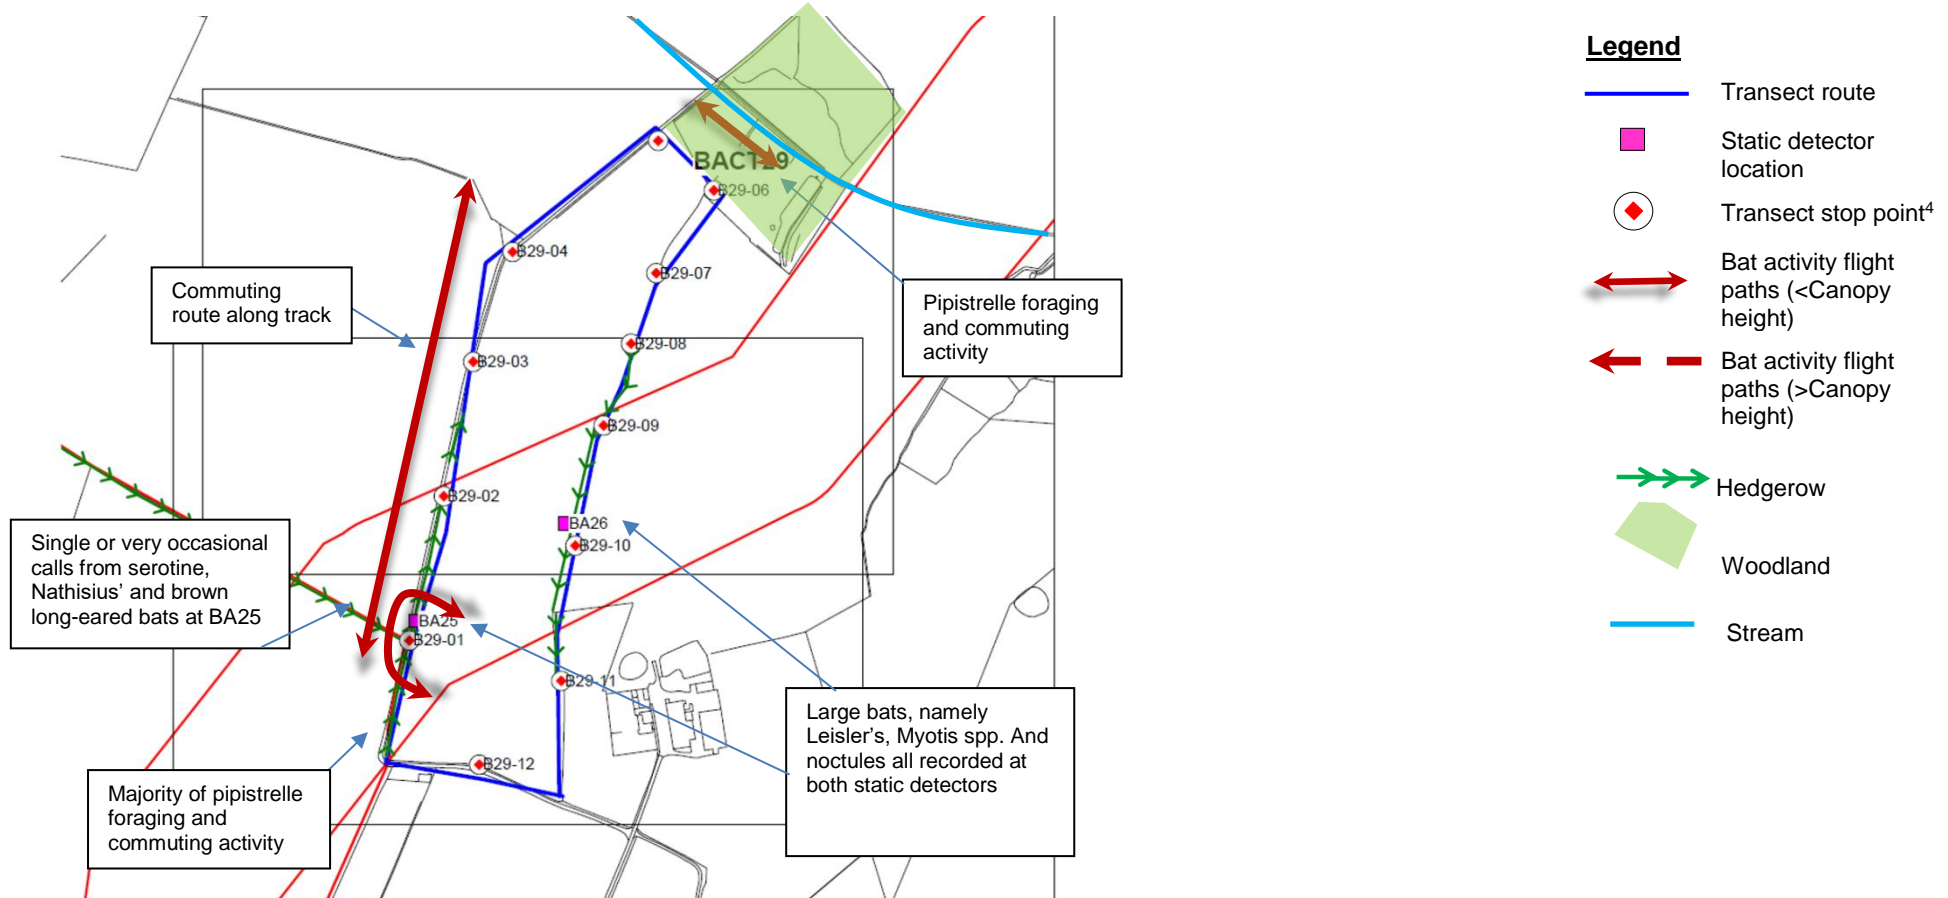 BACT29
B29-06
B29-04
B29-07
Commuting
route along track
Pipistrelle foraging
and commuting
activity
B29-08
B29-03
B29-09
B29-02
BA26
B29-10
Single or very occasional
calls from serotine,
Nathisius' and brown
long-eared bats at BA25
BA25
B29-01
B29-11
Large bats, namely
Leisler's, Myotis spp. And
noctules all recorded at
both static detectors
B29-12
Majority of pipistrelle
foraging and
commuting activity
Legend
Transect route
Static detector
location
Transect stop point4
Bat activity flight
paths (<Canopy
height)
Bat activity flight
paths (>Canopy
height)
Hedgerow
Woodland
Stream